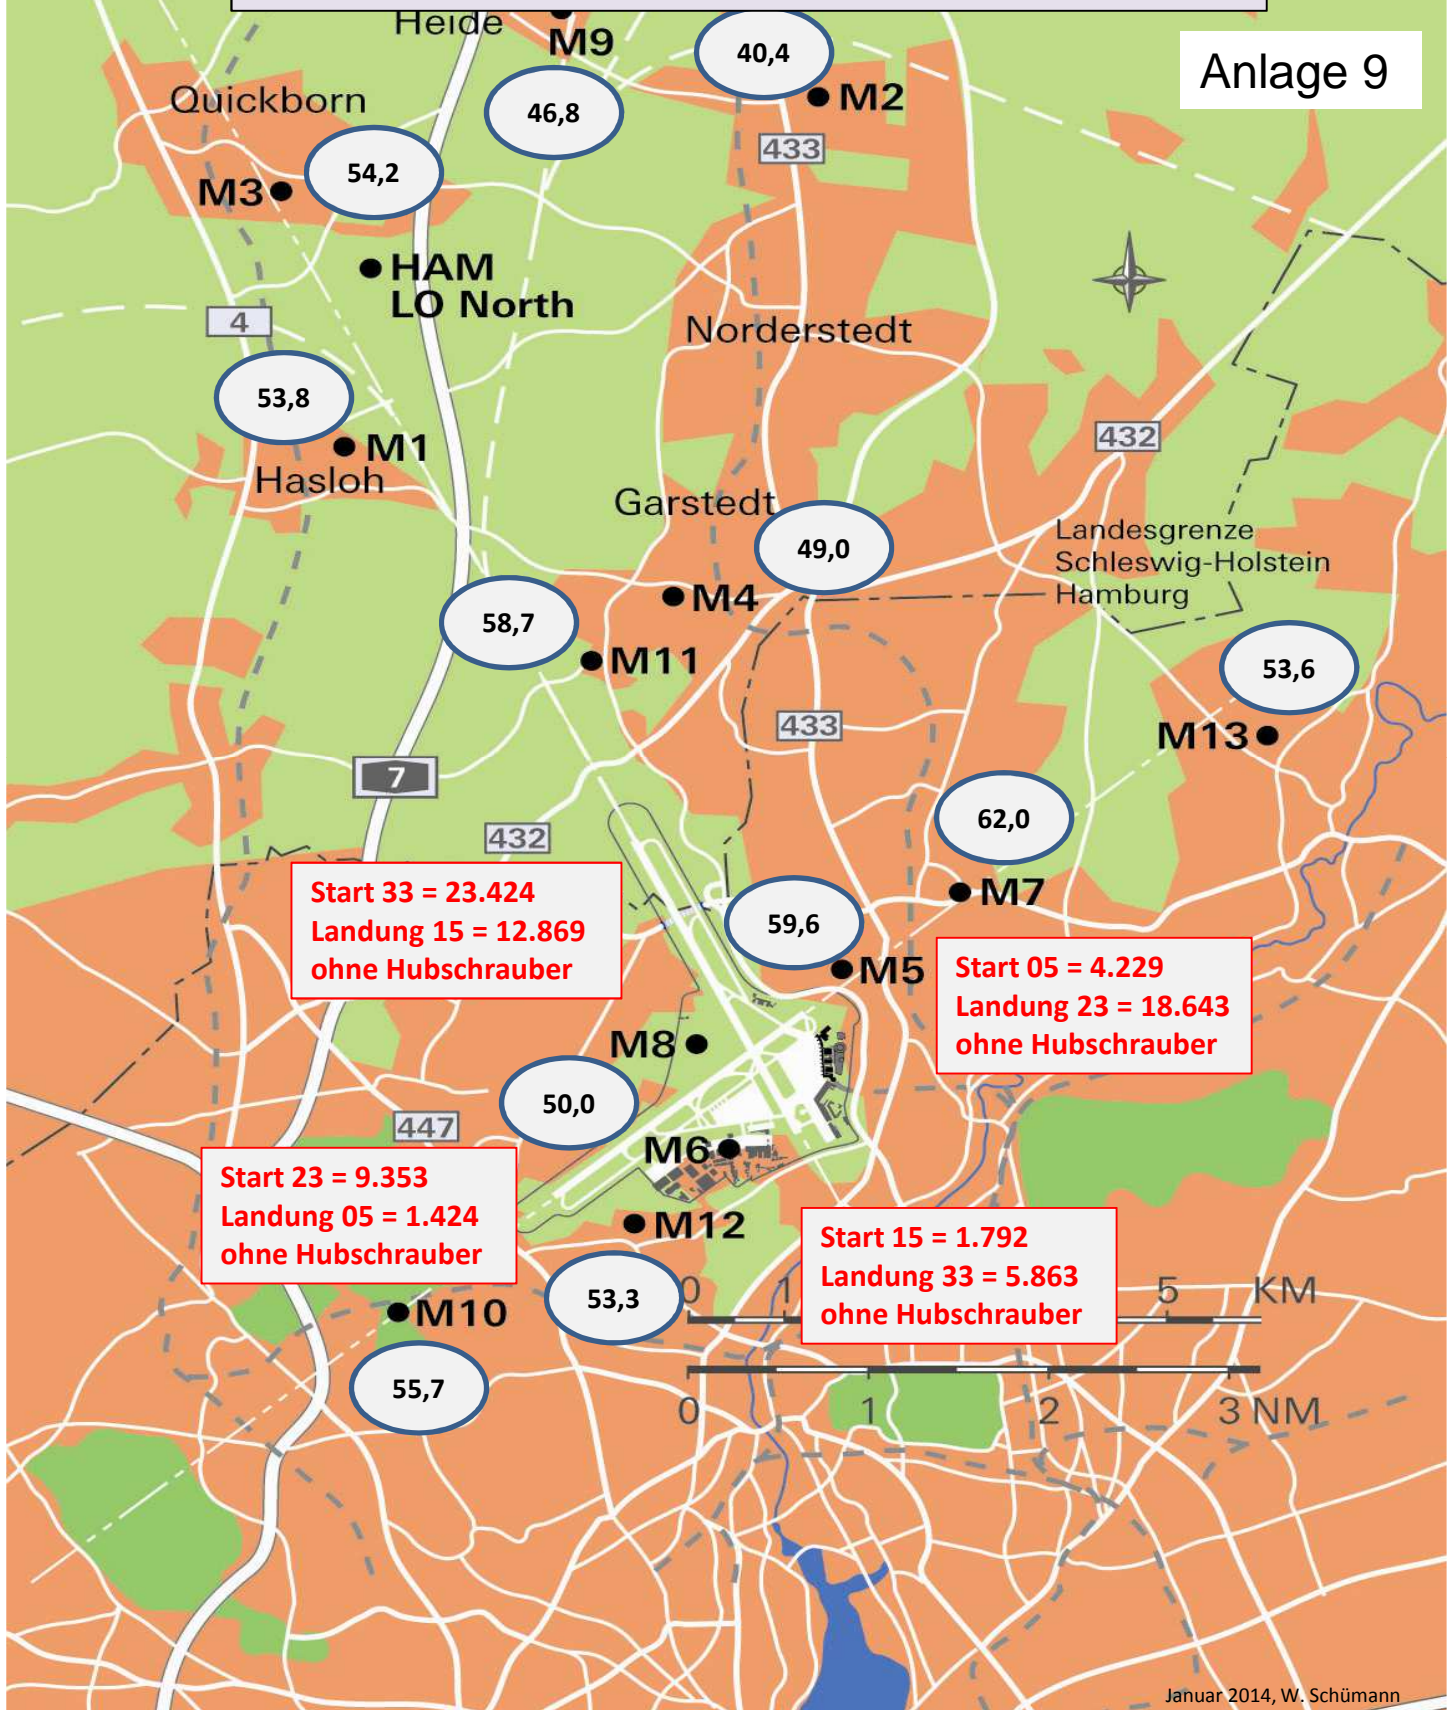 Heide
M9
40,4
Anlage 9
Quickborn
46,8
M2
433
54,2
M3
HAM
LO North
4
Norderstedt
53,8
M1
432
Hasloh
Garstedt
49,0
Landesgrenze
Schleswig-Holstein
Hamburg
M4
58,7
M11
53,6
433
M13
7
62,0
432
Start 33 = 23.424
Landung 15 = 12.869
ohne Hubschrauber
M7
59,6
M5
Start 05 = 4.229
Landung 23 = 18.643
ohne Hubschrauber
M8
50,0
447
M6
Start 23 = 9.353
Landung 05 = 1.424
ohne Hubschrauber
M12
Start 15 = 1.792
Landung 33 = 5.863
ohne Hubschrauber
53,3
0 1 5 KM
M10
55,7
0 1 2 3 NM
Januar 2014, W. Schümann